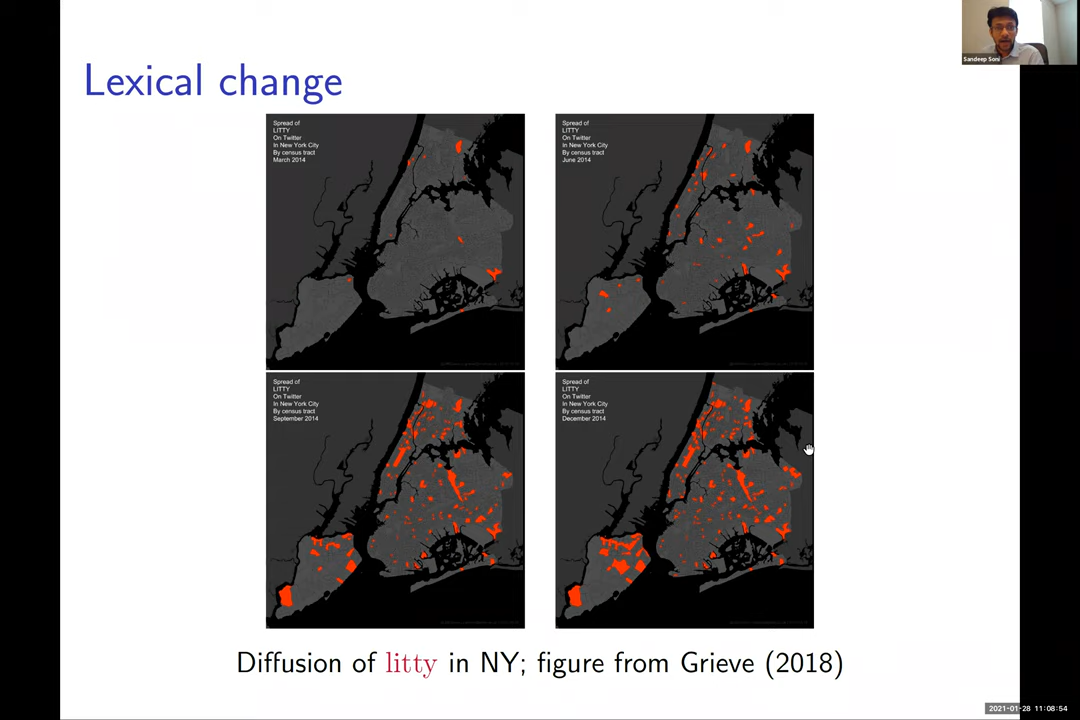 Sandeep Soni
Lexical change
Spread of
LITTY
On Twitter
In New York City
By census tract
March 2014
Spread of
LITTY
On Twitter
In New York City
By census tract
June 2014
Spread of
LITTY
On Twitter
In New York City
By census tract
September 2014
Spread of
LITTY
On Twitter
In New York City
By census tract
December 2014
Diffusion of litty in NY; figure from Grieve (2018)
2021-01-28 11:08:54